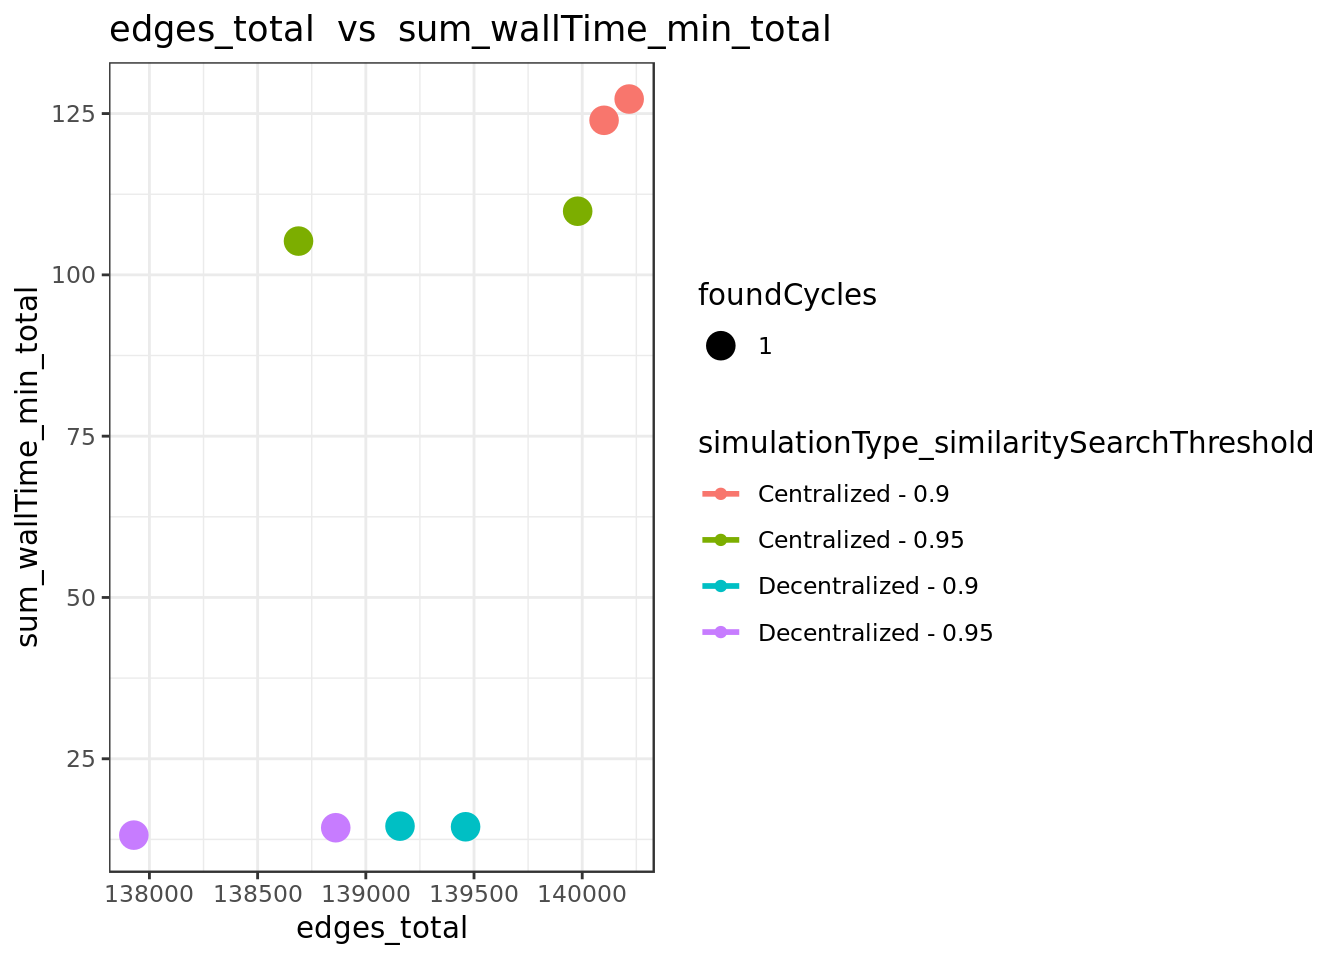 edges_total  vs  sum_wallTime_min_total
sum_wallTime_min_total
125
100
75
50
25
138000 138500 139000 139500 140000
edges_total
foundCycles
1
simulationType_similaritySearchThreshold
Centralized - 0.9
Centralized - 0.95
Decentralized - 0.9
Decentralized - 0.95